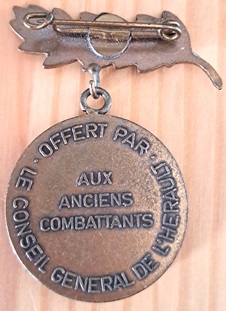 · OFFERT PAR ·
AUX
ANCIENS
COMBATTANTS
LE CONSEIL GENERAL DE L'HERAULT